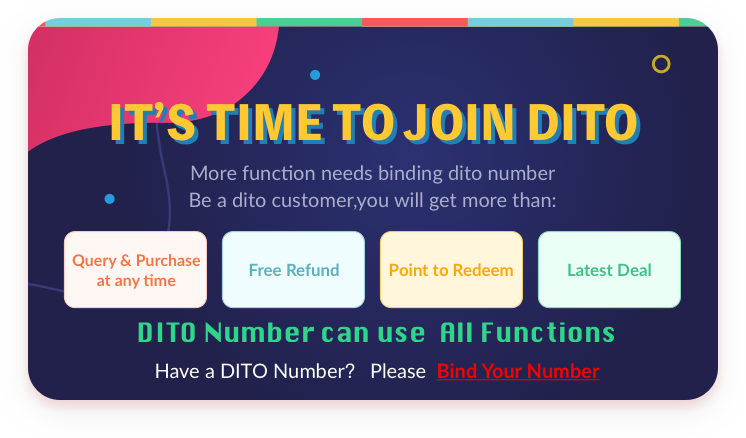 IT'S TIME TO JOIN DITO
More function needs binding dito number
Be a dito customer,you will get more than:
Query & Purchase
at any time
Free Refund
Point to Redeem
Latest Deal
DITO Number can use All Functions
Have a DITO Number? Please Bind Your Number